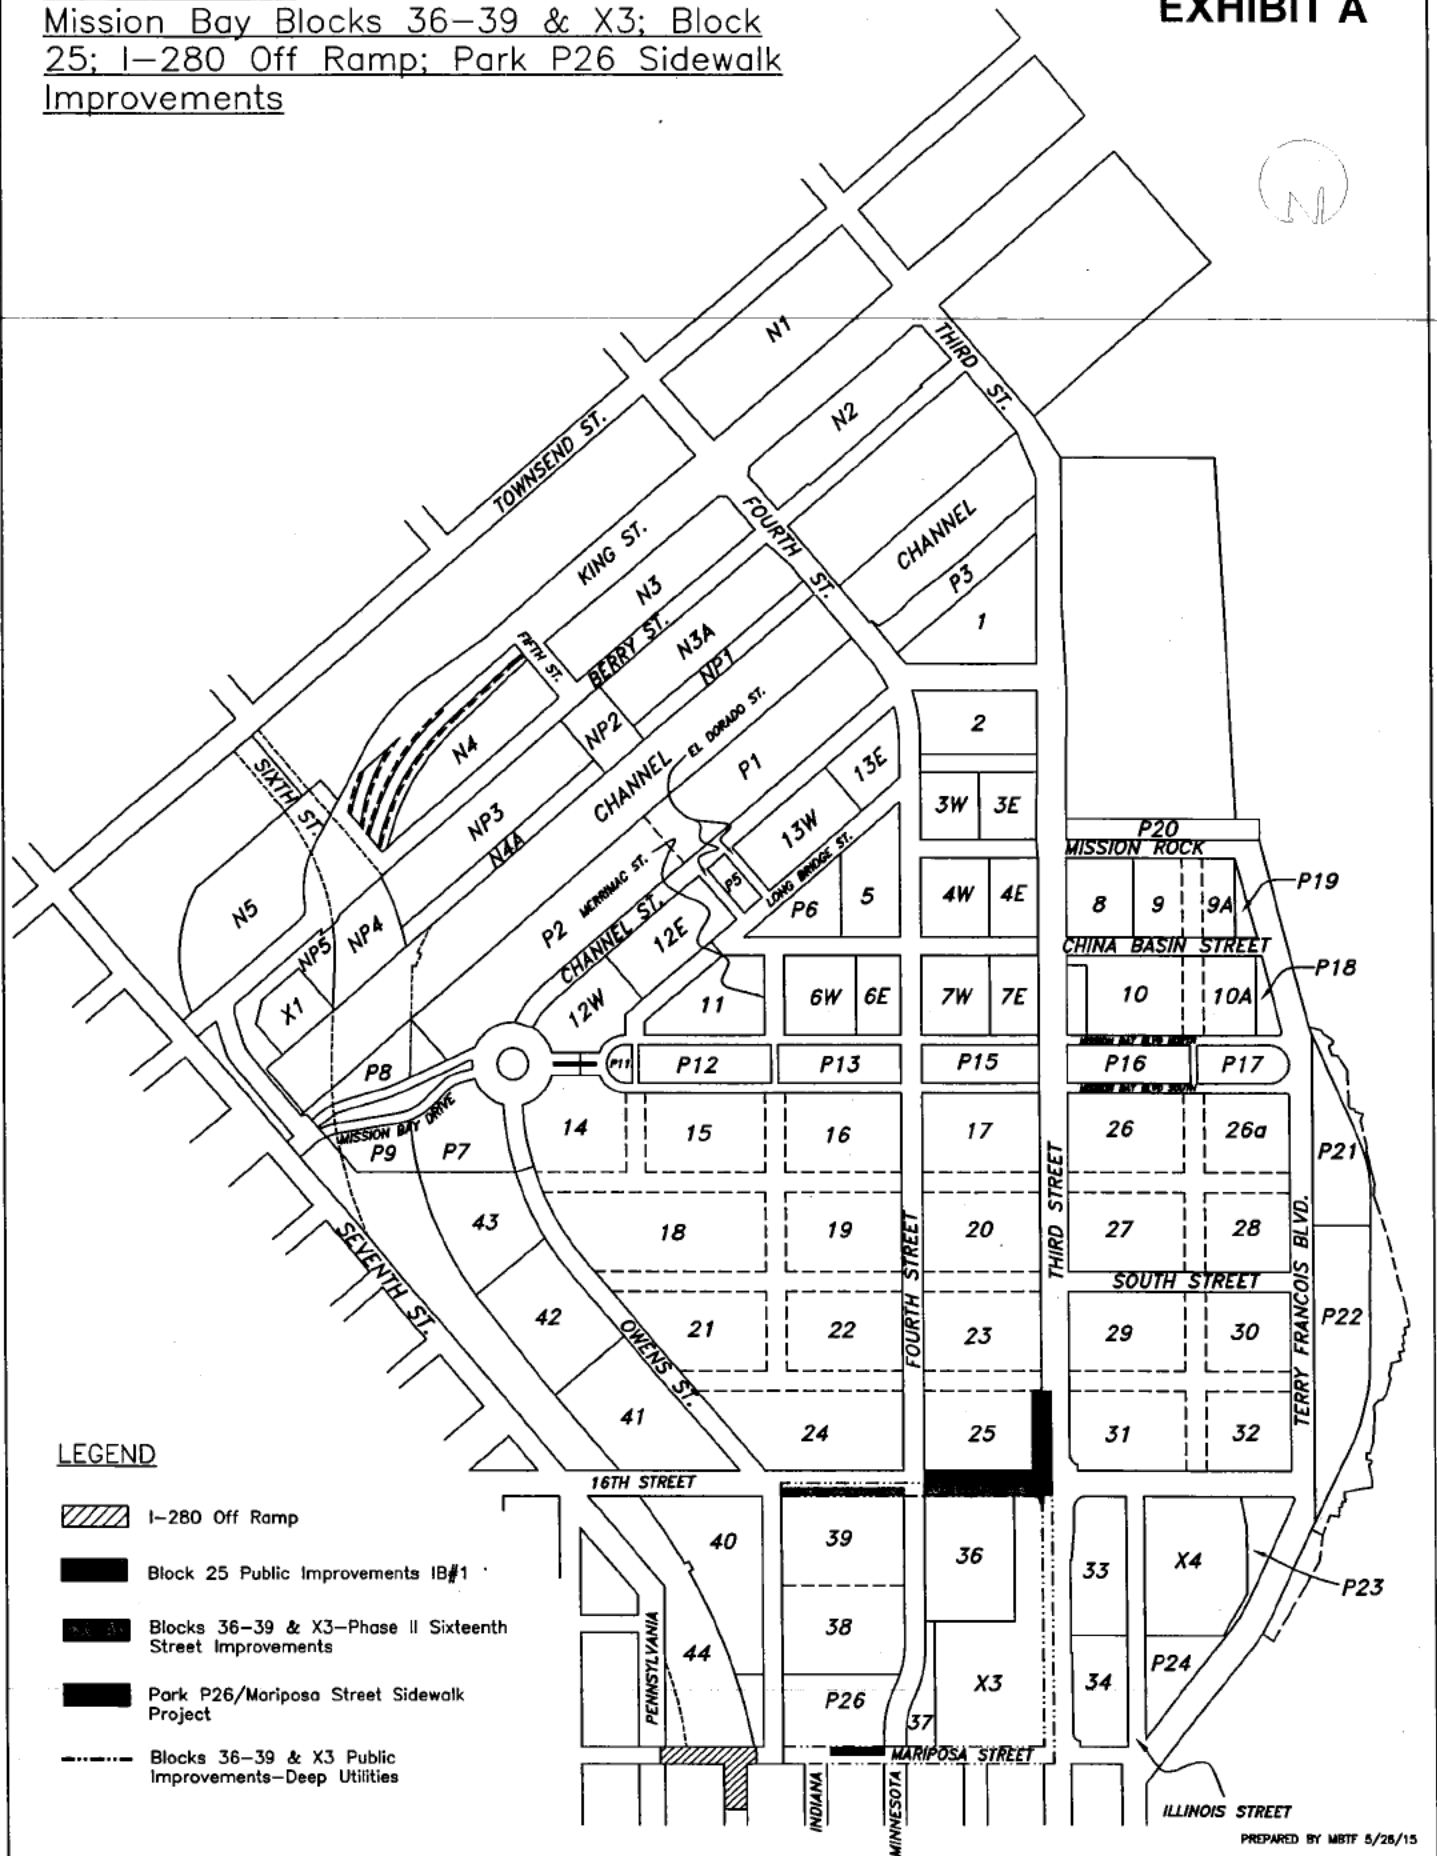 EXHIBIT A
Mission Bay Blocks 36-39 & X3; Block
25; I-280 Off Ramp; Park P26 Sidewalk
Improvements
N
N1
THIRD ST.
N2
TOWNSEND ST.
FOURTH ST.
KING ST.
CHANNEL
N3
P3
1
FIFTH ST.
BERRY ST.
N3A
NP1
EL DORADO ST.
N4
NP2
2
P1
13E
SIXTH ST.
CHANNEL
3W
3E
NP3
13W
P20
N4A
MISSION ROCK
LONG BRIDGE ST.
P5
P19
MERRIMAC ST.
N5
P6
5
4W
4E
8
9
9A
P2
CHANNEL ST.
12E
NP4
CHINA BASIN STREET
NP5
P18
X1
12W
11
6W
6E
7W
7E
10
10A
MISSION BAY BLVD NORTH
P8
P11
P12
P13
P15
P16
P17
MISSION BAY BLVD SOUTH
MISSION BAY DRIVE
P9
P7
14
15
16
17
26
26a
P21
THIRD STREET
43
18
19
20
27
28
SEVENTH ST.
FOURTH STREET
SOUTH STREET
TERRY FRANCOIS BLVD.
42
OWENS ST.
21
22
23
29
30
P22
41
24
25
31
32
16TH STREET
40
39
36
33
X4
P23
PENNSYLVANIA
44
38
X3
34
P24
P26
37
MARIPOSA STREET
INDIANA
MINNESOTA
ILLINOIS STREET
LEGEND
I-280 Off Ramp
Block 25 Public Improvements IB#1
Blocks 36-39 & X3-Phase II Sixteenth
Street Improvements
Park P26/Mariposa Street Sidewalk
Project
Blocks 36-39 & X3 Public
Improvements-Deep Utilities
PREPARED BY MBTF 5/26/15